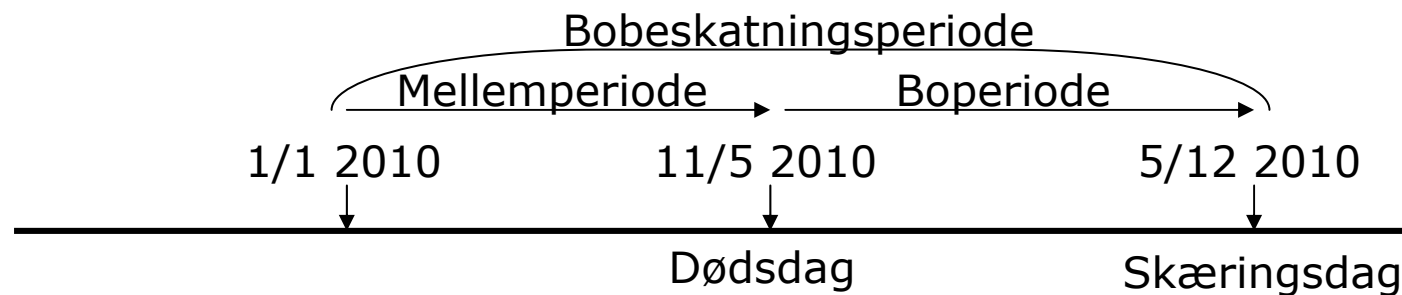 Bobeskatningsperiode
Mellemperiode Boperiode
1/1 2010 11/5 2010 5/12 2010
Dødsdag Skæringsdag